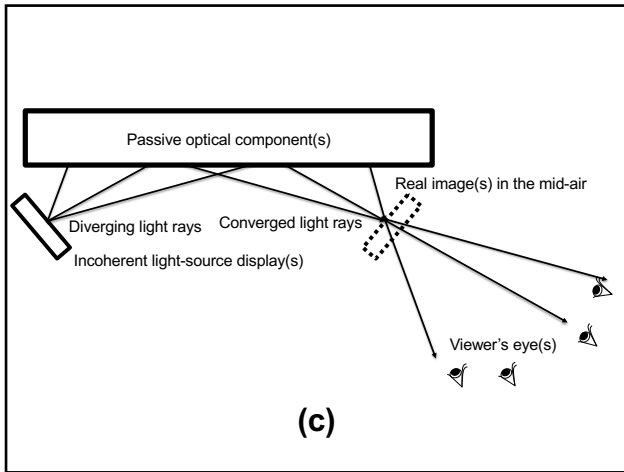 Passive optical component(s)
Real image(s) in the mid-air
Diverging light rays
Converged light rays
Incoherent light-source display(s)
Viewer’s eye(s)
(c)